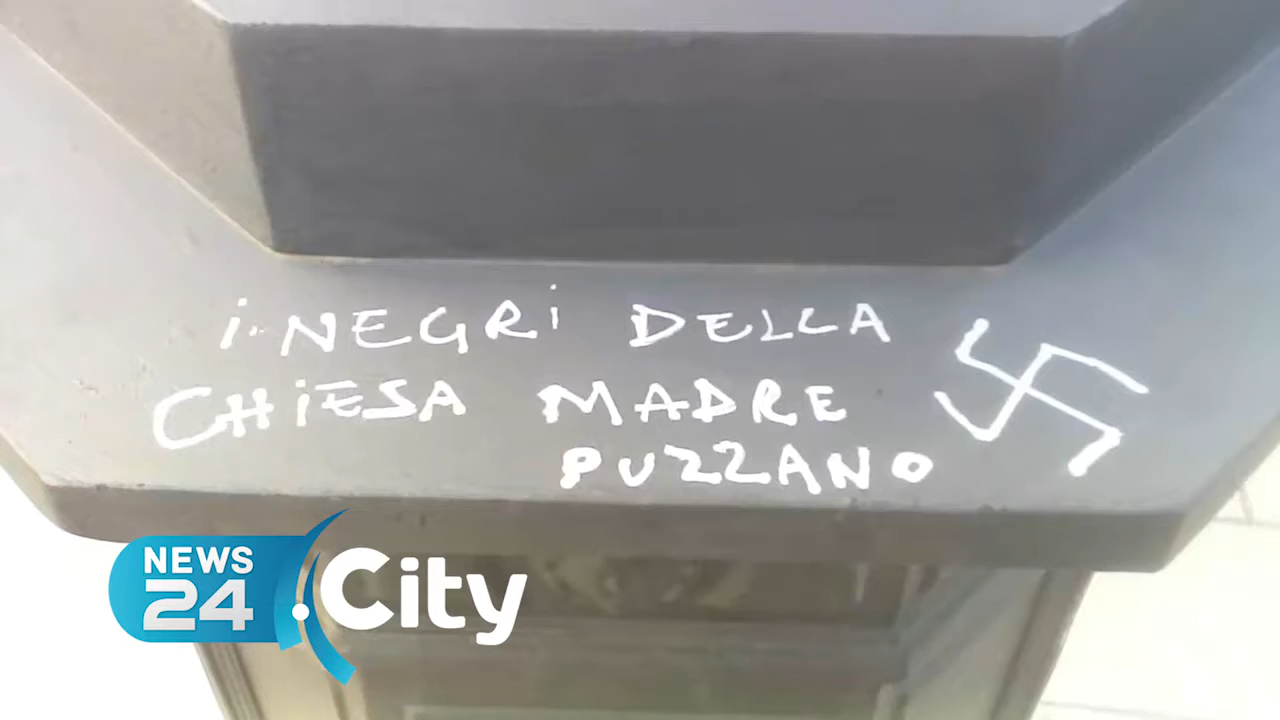 i NEGRi DELLA
CHiESA MADRE
PUZZANO
NEWS
24
.City